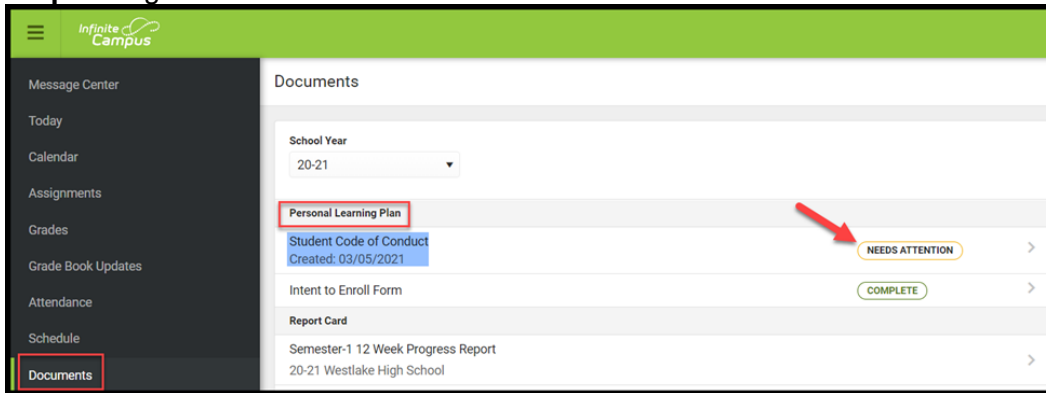 Infinite
Campus
Message Center
Today
Calendar
Assignments
Grades
Grade Book Updates
Attendance
Schedule
Documents
Documents
School Year
20-21
Personal Learning Plan
Student Code of Conduct
Created: 03/05/2021
NEEDS ATTENTION
Intent to Enroll Form
COMPLETE
Report Card
Semester-1 12 Week Progress Report
20-21 Westlake High School